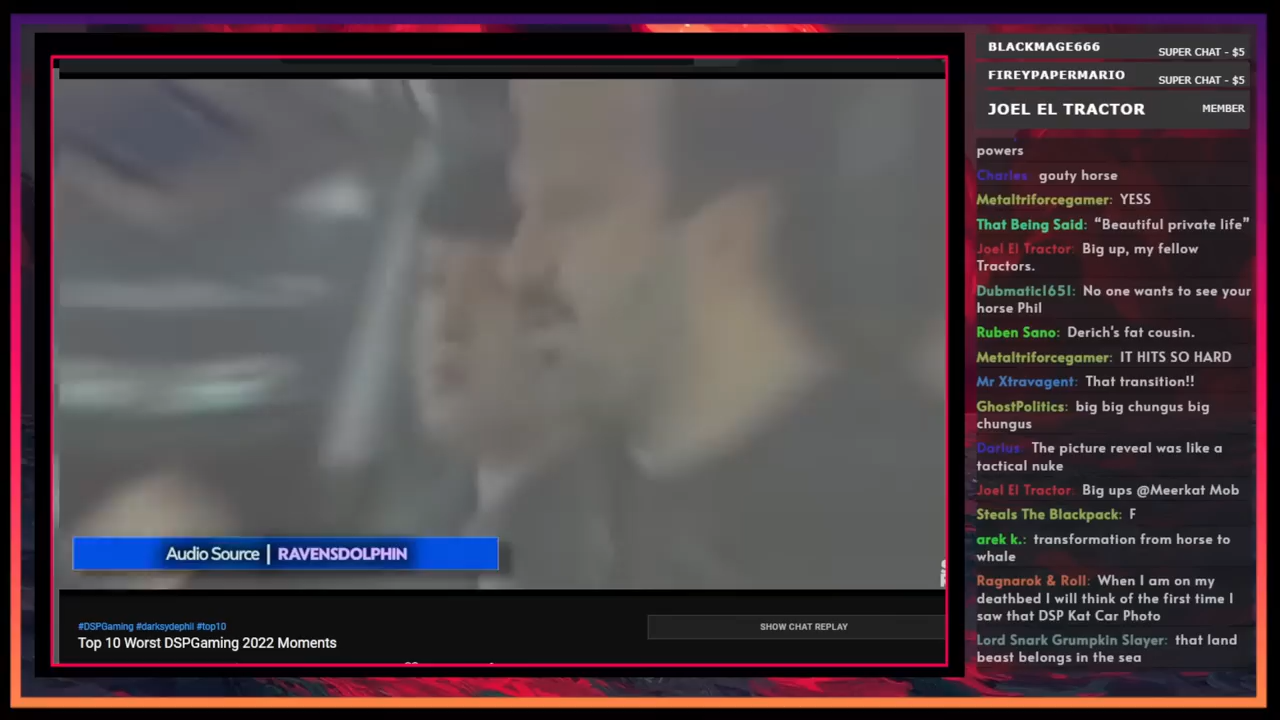 BLACKMAGE666 SUPER CHAT - $5
FIREYPAPERMARIO SUPER CHAT - $5
JOEL EL TRACTOR MEMBER
powers
Charles gouty horse
Metaltriforcegamer: YESS
That Being Said: “Beautiful private life”
Joel El Tractor: Big up, my fellow
Tractors.
Dubmatic1651: No one wants to see your
horse Phil
Ruben Sano: Derich's fat cousin.
Metaltriforcegamer: IT HITS SO HARD
Mr Xtravagent: That transition!!
GhostPolitics: big big chungus big
chungus
Darius The picture reveal was like a
tactical nuke
Joel El Tractor: Big ups @Meerkat Mob
Steals The Blackpack: F
arek k.: transformation from horse to
whale
Ragnarok & Roll: When I am on my
deathbed I will think of the first time I
saw that DSP Kat Car Photo
Lord Snark Grumpkin Slayer: that land
beast belongs in the sea
Audio Source | RAVENSDOLPHIN
#DSPGaming #darksydephil #top10
Top 10 Worst DSPGaming 2022 Moments
SHOW CHAT REPLAY